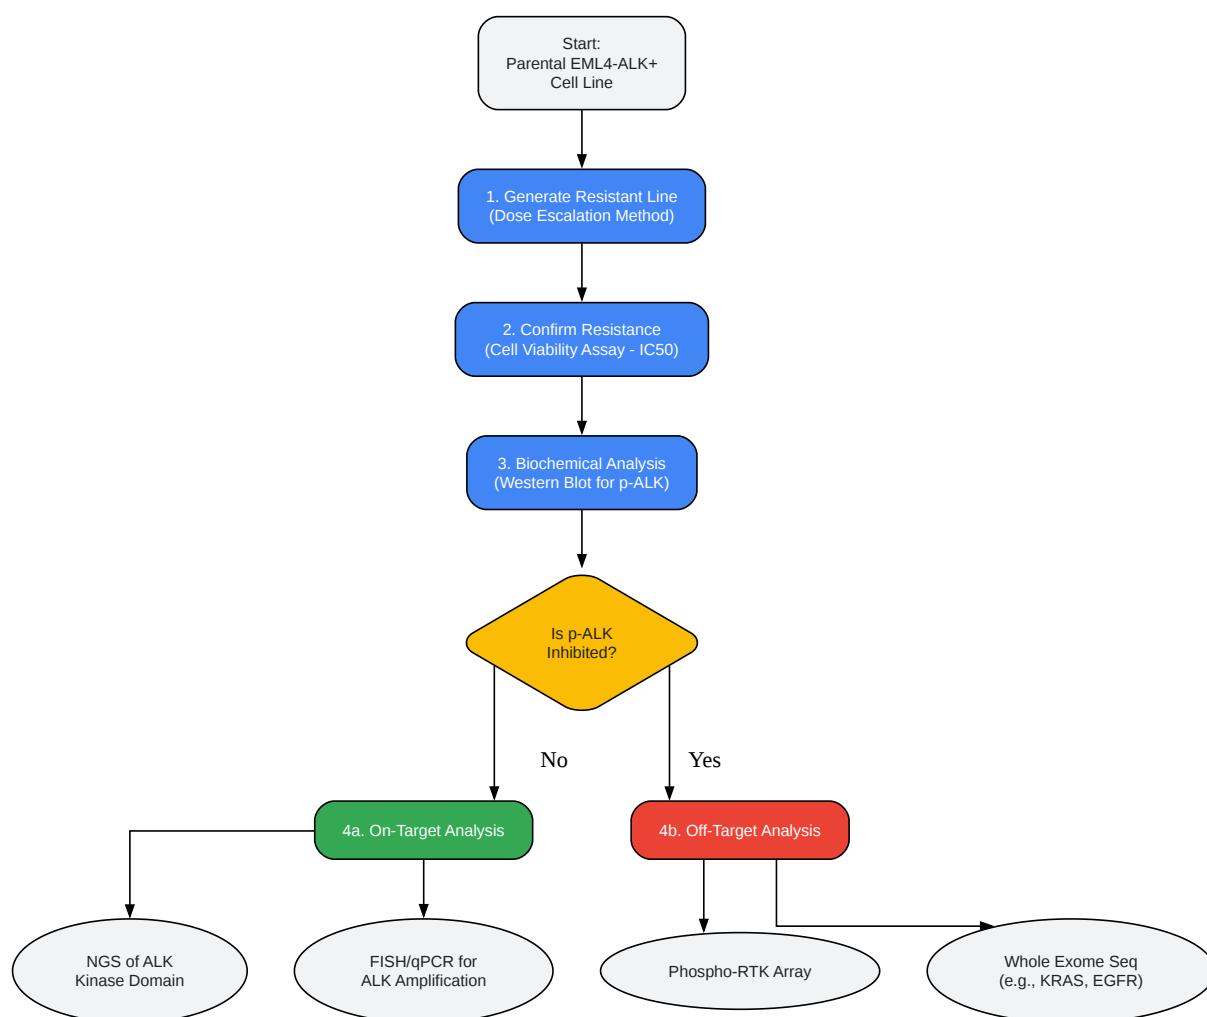 Start:
Parental EML4-ALK+
Cell Line
1. Generate Resistant Line
(Dose Escalation Method)
2. Confirm Resistance
(Cell Viability Assay - IC50)
3. Biochemical Analysis
(Western Blot for p-ALK)
Is p-ALK
Inhibited?
No
Yes
4a. On-Target Analysis
4b. Off-Target Analysis
NGS of ALK
Kinase Domain
FISH/qPCR for
ALK Amplification
Phospho-RTK Array
Whole Exome Seq
(e.g., KRAS, EGFR)